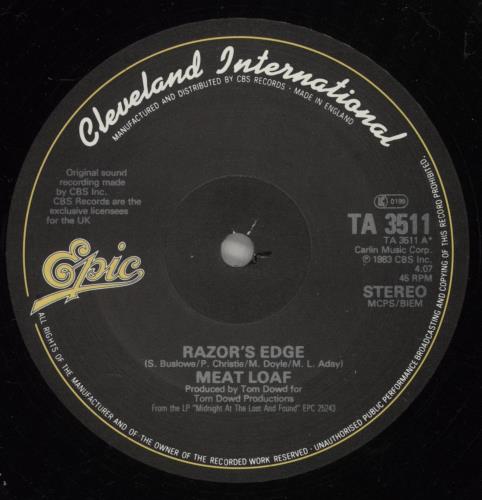 Cleveland International
MANUFACTURED AND DISTRIBUTED BY CBS RECORDS - MADE IN ENGLAND
Original sound
recording made
by CBS Inc.
CBS Records are the
exclusive licensees
for the UK
Epic
LC 0199
TA 3511
TA 3511 A*
Carlin Music Corp.
℗ 1983 CBS Inc.
4.07
45 RPM
STEREO
MCPS/BIEM
RAZOR'S EDGE
(S. Buslowe/P. Christie/M. Doyle/M. L. Aday)
MEAT LOAF
Produced by Tom Dowd for
Tom Dowd Productions
From the LP "Midnight At The Lost And Found" EPC 25243
ALL RIGHTS OF THE MANUFACTURER AND OF THE OWNER OF THE RECORDED WORK RESERVED - UNAUTHORISED PUBLIC PERFORMANCE BROADCASTING AND COPYING OF THIS RECORD PROHIBITED.